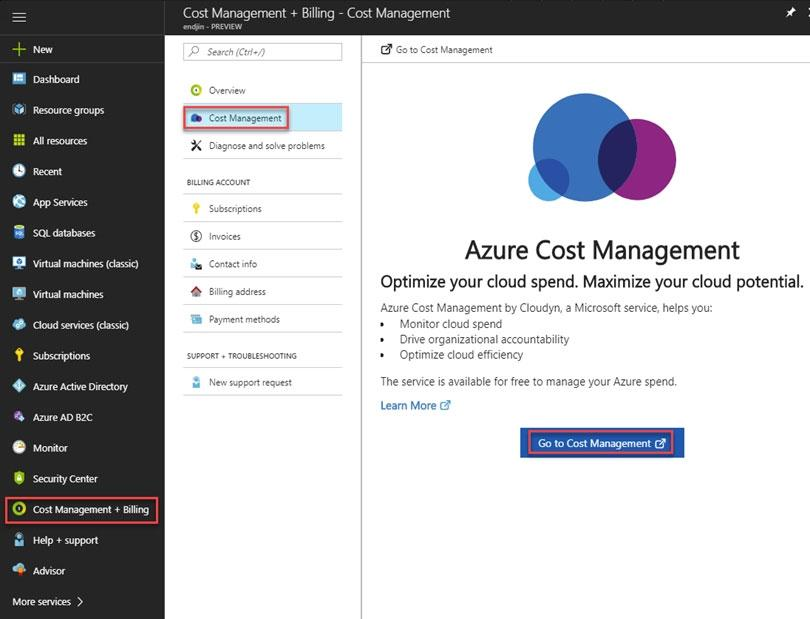 Cost Management + Billing - Cost Management
endjin - PREVIEW
New
Dashboard
Resource groups
All resources
Recent
App Services
SQL databases
Virtual machines (classic)
Virtual machines
Cloud services (classic)
Subscriptions
Azure Active Directory
Azure AD B2C
Monitor
Security Center
Cost Management + Billing
Help + support
Advisor
More services
Search (Ctrl+/)
Overview
Cost Management
Diagnose and solve problems
BILLING ACCOUNT
Subscriptions
Invoices
Contact info
Billing address
Payment methods
SUPPORT + TROUBLESHOOTING
New support request
Go to Cost Management
Azure Cost Management
Optimize your cloud spend. Maximize your cloud potential.
Azure Cost Management by Cloudyn, a Microsoft service, helps you:
• Monitor cloud spend
• Drive organizational accountability
• Optimize cloud efficiency
The service is available for free to manage your Azure spend.
Learn More
Go to Cost Management